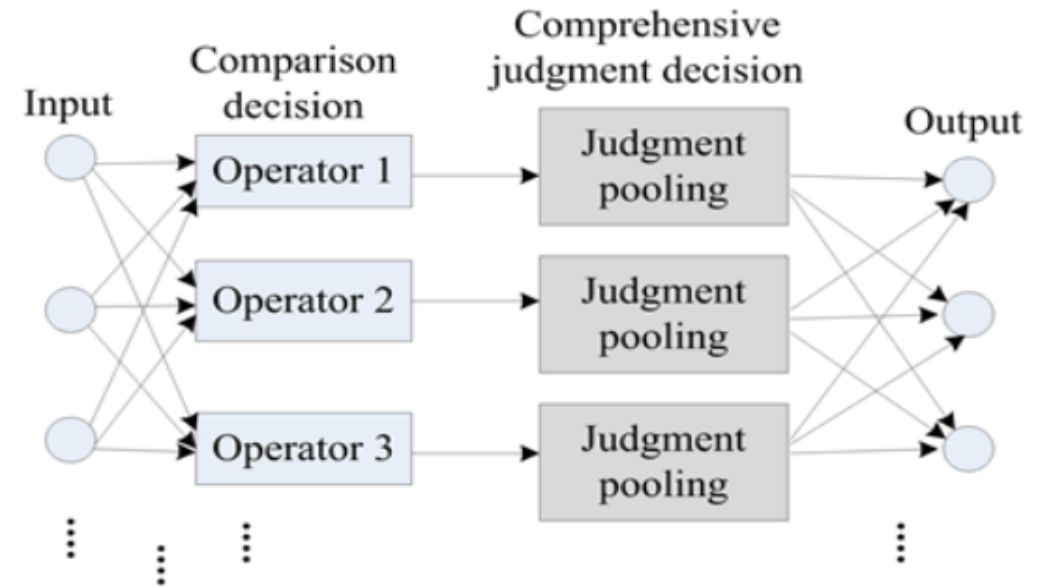 Input
Comparison
decision
Comprehensive
judgment decision
Output
Operator 1
Judgment
pooling
Operator 2
Judgment
pooling
Operator 3
Judgment
pooling